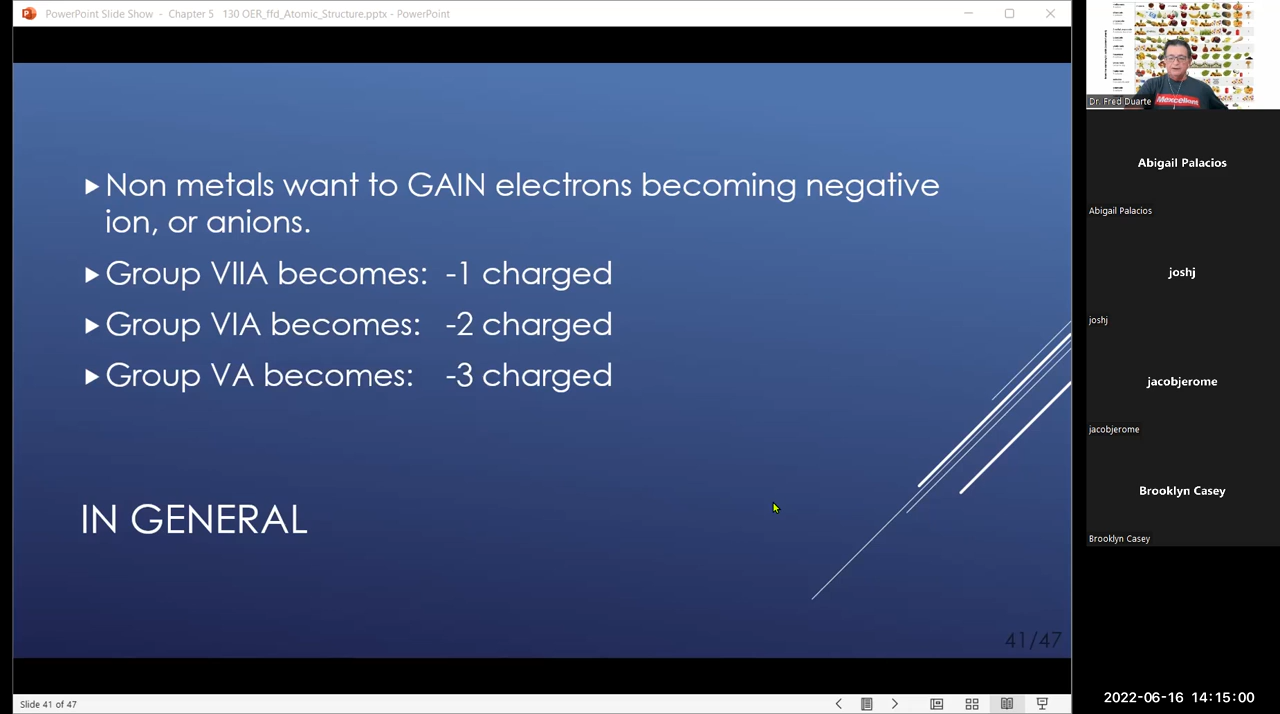 PowerPoint Slide Show - Chapter 5 130 OER_ffd_Atomic_Structure.pptx - PowerPoint
Non metals want to GAIN electrons becoming negative
ion, or anions.
Group VIIA becomes: -1 charged
Group VIA becomes: -2 charged
Group VA becomes: -3 charged
IN GENERAL
41/47
Slide 41 of 47
Mexcellent
Dr. Fred Duarte
Abigail Palacios
Abigail Palacios
joshj
joshj
jacobjerome
jacobjerome
Brooklyn Casey
Brooklyn Casey
2022-06-16 14:15:00